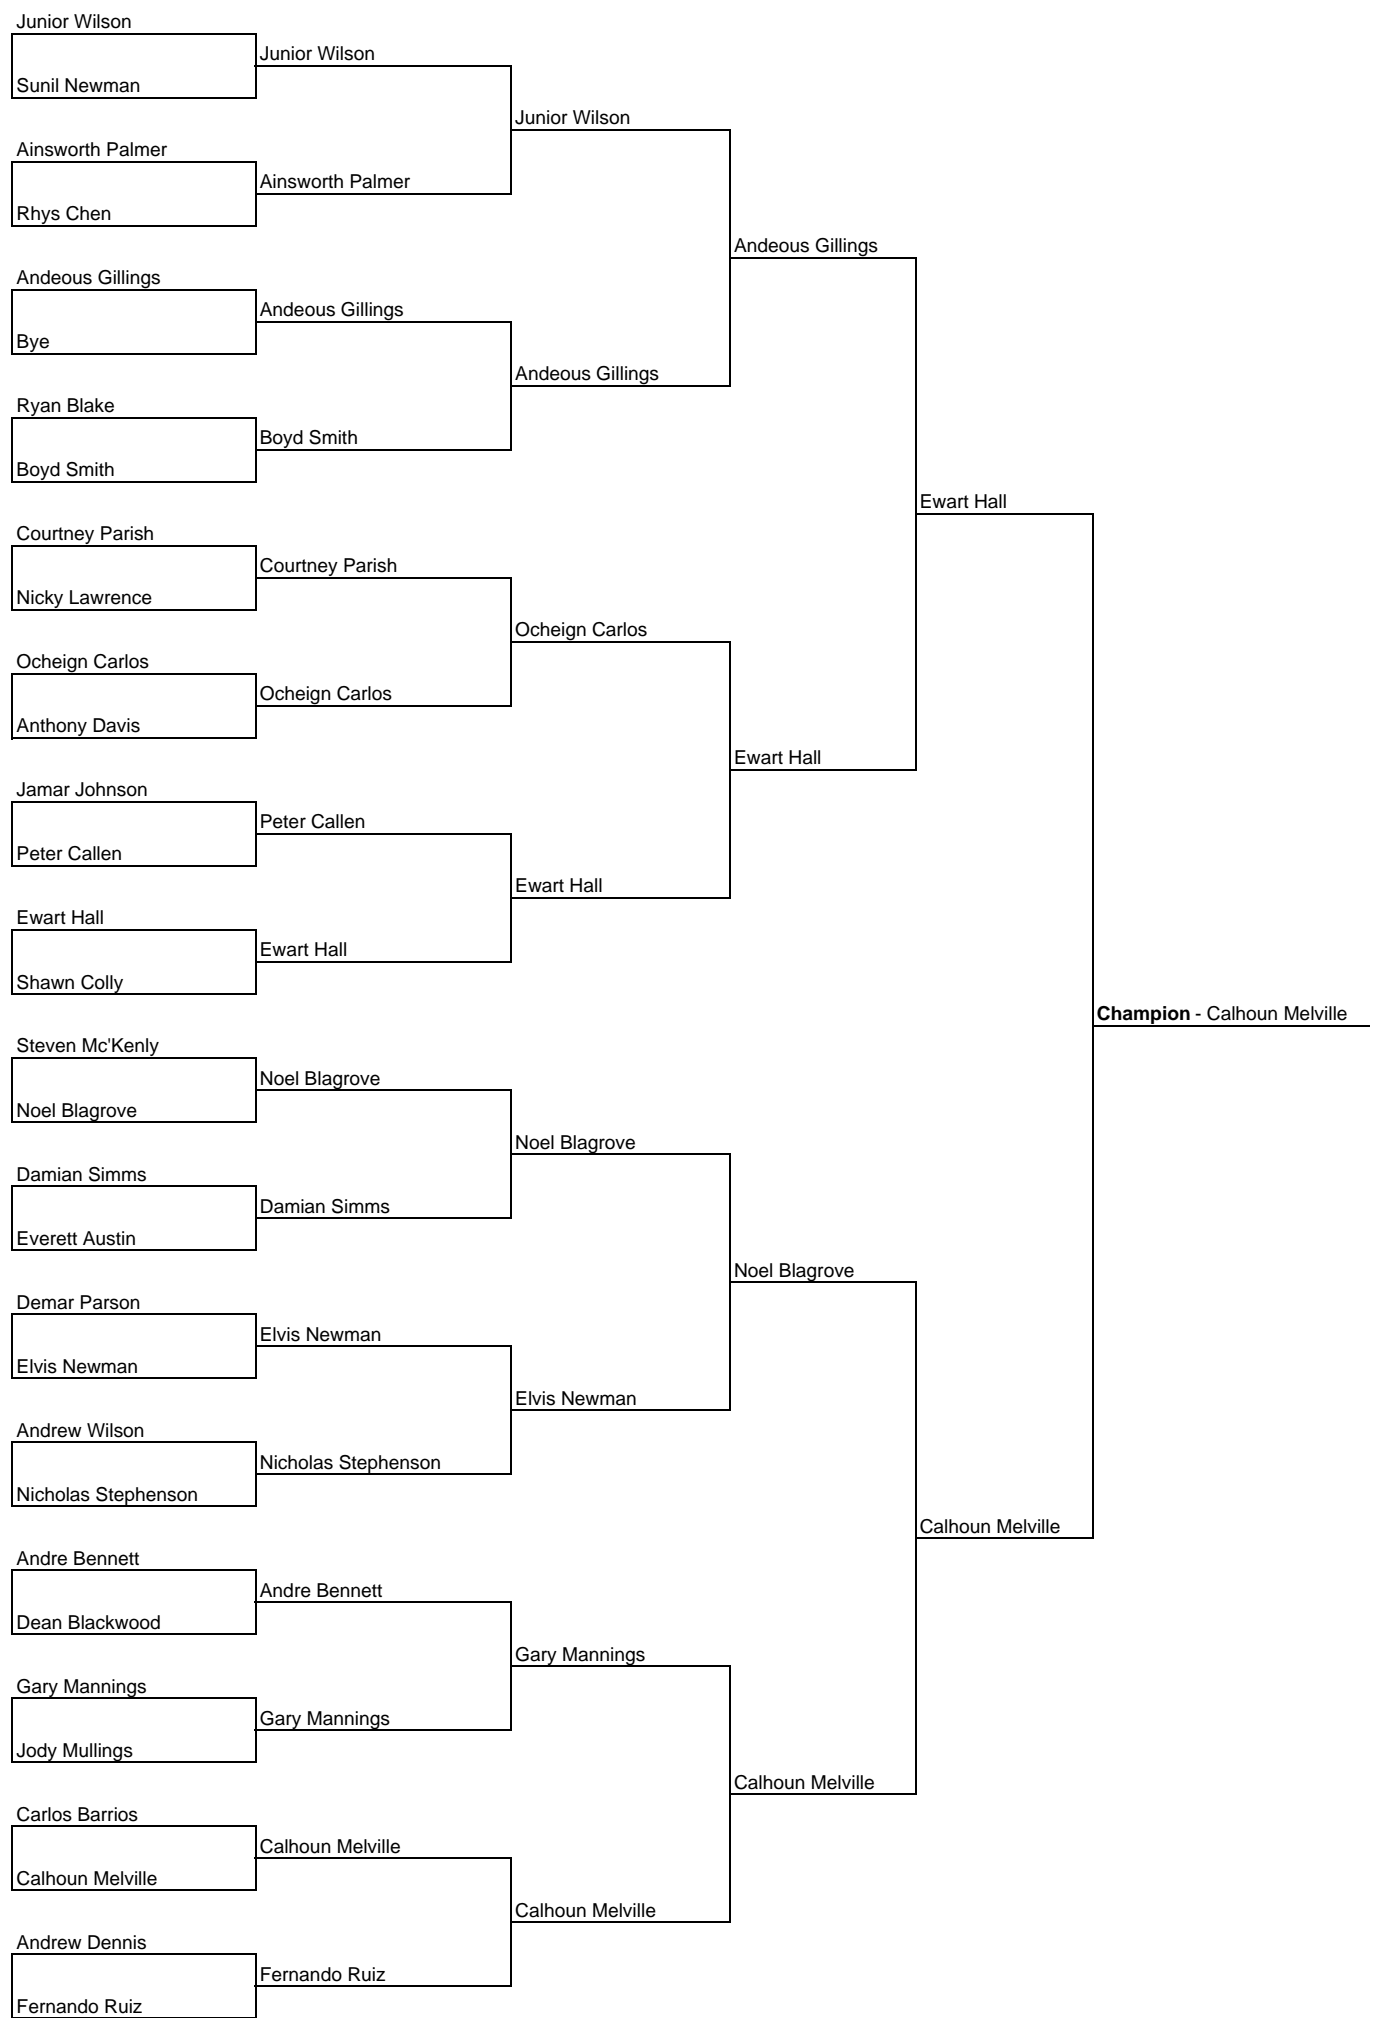 Junior Wilson
Junior Wilson
Sunil Newman
Junior Wilson
Ainsworth Palmer
Ainsworth Palmer
Rhys Chen
Andeous Gillings
Andeous Gillings
Andeous Gillings
Bye
Andeous Gillings
Ryan Blake
Boyd Smith
Boyd Smith
Ewart Hall
Courtney Parish
Courtney Parish
Nicky Lawrence
Ocheign Carlos
Ocheign Carlos
Ocheign Carlos
Anthony Davis
Ewart Hall
Jamar Johnson
Peter Callen
Peter Callen
Ewart Hall
Ewart Hall
Ewart Hall
Shawn Colly
Champion - Calhoun Melville
Steven Mc'Kenly
Noel Blagrove
Noel Blagrove
Noel Blagrove
Damian Simms
Damian Simms
Everett Austin
Noel Blagrove
Demar Parson
Elvis Newman
Elvis Newman
Elvis Newman
Andrew Wilson
Nicholas Stephenson
Nicholas Stephenson
Calhoun Melville
Andre Bennett
Andre Bennett
Dean Blackwood
Gary Mannings
Gary Mannings
Gary Mannings
Jody Mullings
Calhoun Melville
Carlos Barrios
Calhoun Melville
Calhoun Melville
Calhoun Melville
Andrew Dennis
Fernando Ruiz
Fernando Ruiz